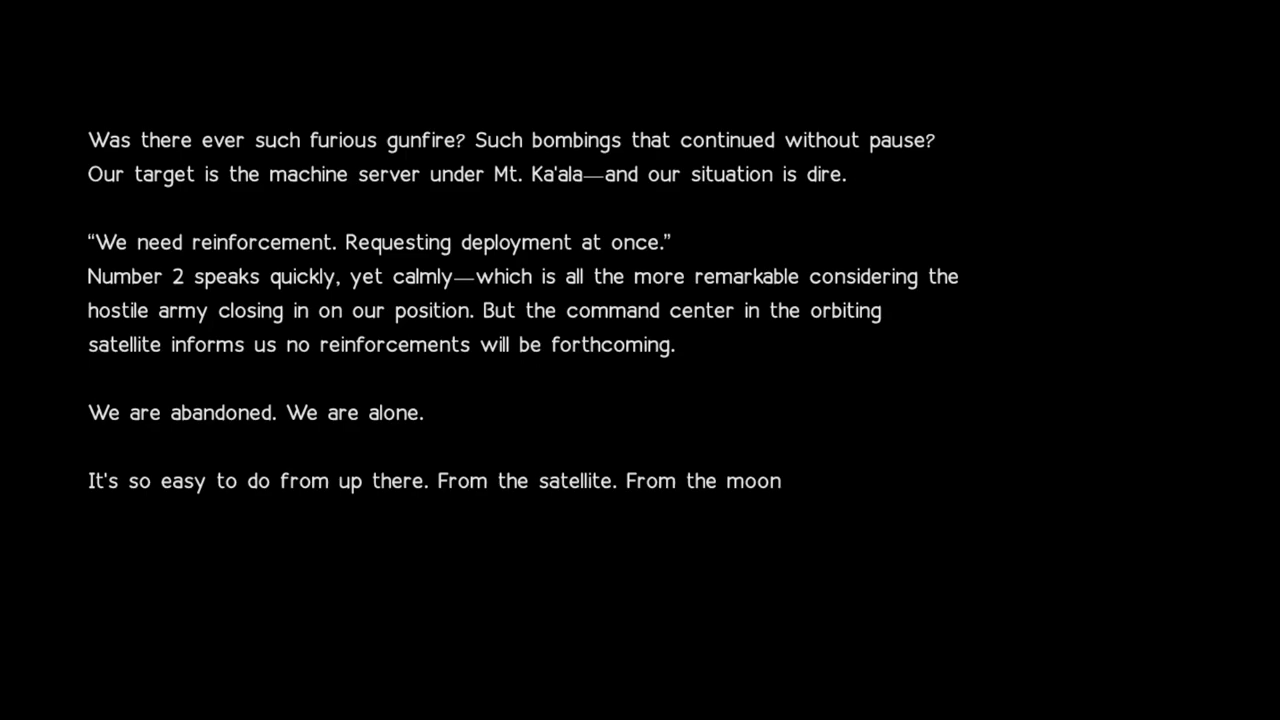 Was there ever such furious gunfire? Such bombings that continued without pause?
Our target is the machine server under Mt. Ka'ala—and our situation is dire.
“We need reinforcement. Requesting deployment at once.”
Number 2 speaks quickly, yet calmly—which is all the more remarkable considering the
hostile army closing in on our position. But the command center in the orbiting
satellite informs us no reinforcements will be forthcoming.
We are abandoned. We are alone.
It's so easy to do from up there. From the satellite. From the moon